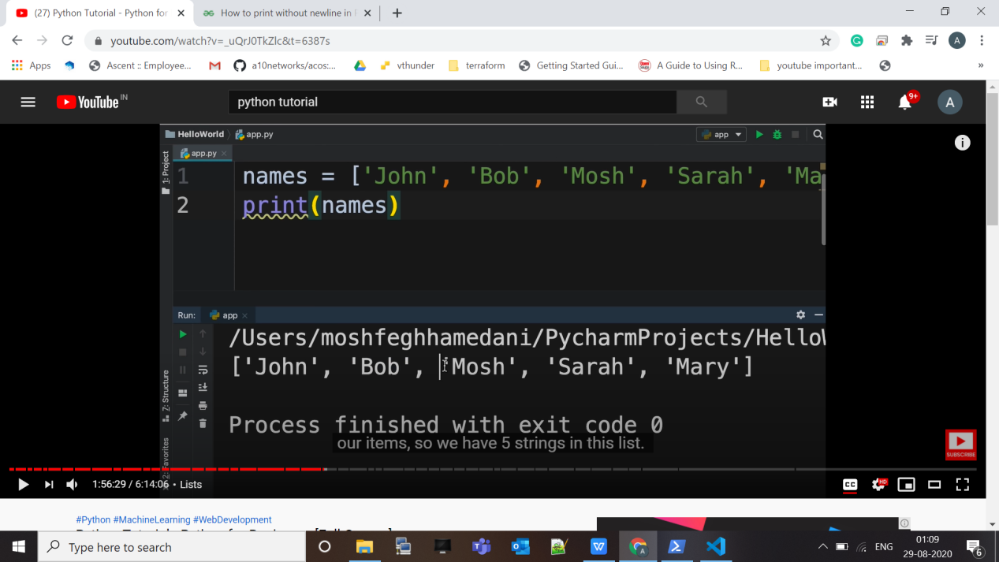 (27) Python Tutorial - Python for
How to print without newline in P
youtube.com/watch?v=_uQrJ0TkZlc&t=6387s
A
Apps
Ascent :: Employee...
a10networks/acos:...
vthunder
terraform
Getting Started Gui...
A Guide to Using R...
youtube important...
»
YouTube IN
python tutorial
9+
A
HelloWorld
app.py
app
1: Project
app.py
1 names = ['John', 'Bob', 'Mosh', 'Sarah', 'Ma
2 print(names)
Run:
app
/Users/moshfeghhamedani/PycharmProjects/HelloW
['John', 'Bob', 'Mosh', 'Sarah', 'Mary']
Process finished with exit code 0
our items, so we have 5 strings in this list.
7: Structure
2: Favorites
SUBSCRIBE
1:56:29 / 6:14:06 • Lists
CC
HD
#Python #MachineLearning #WebDevelopment
Type here to search
ENG
01:09
29-08-2020
6